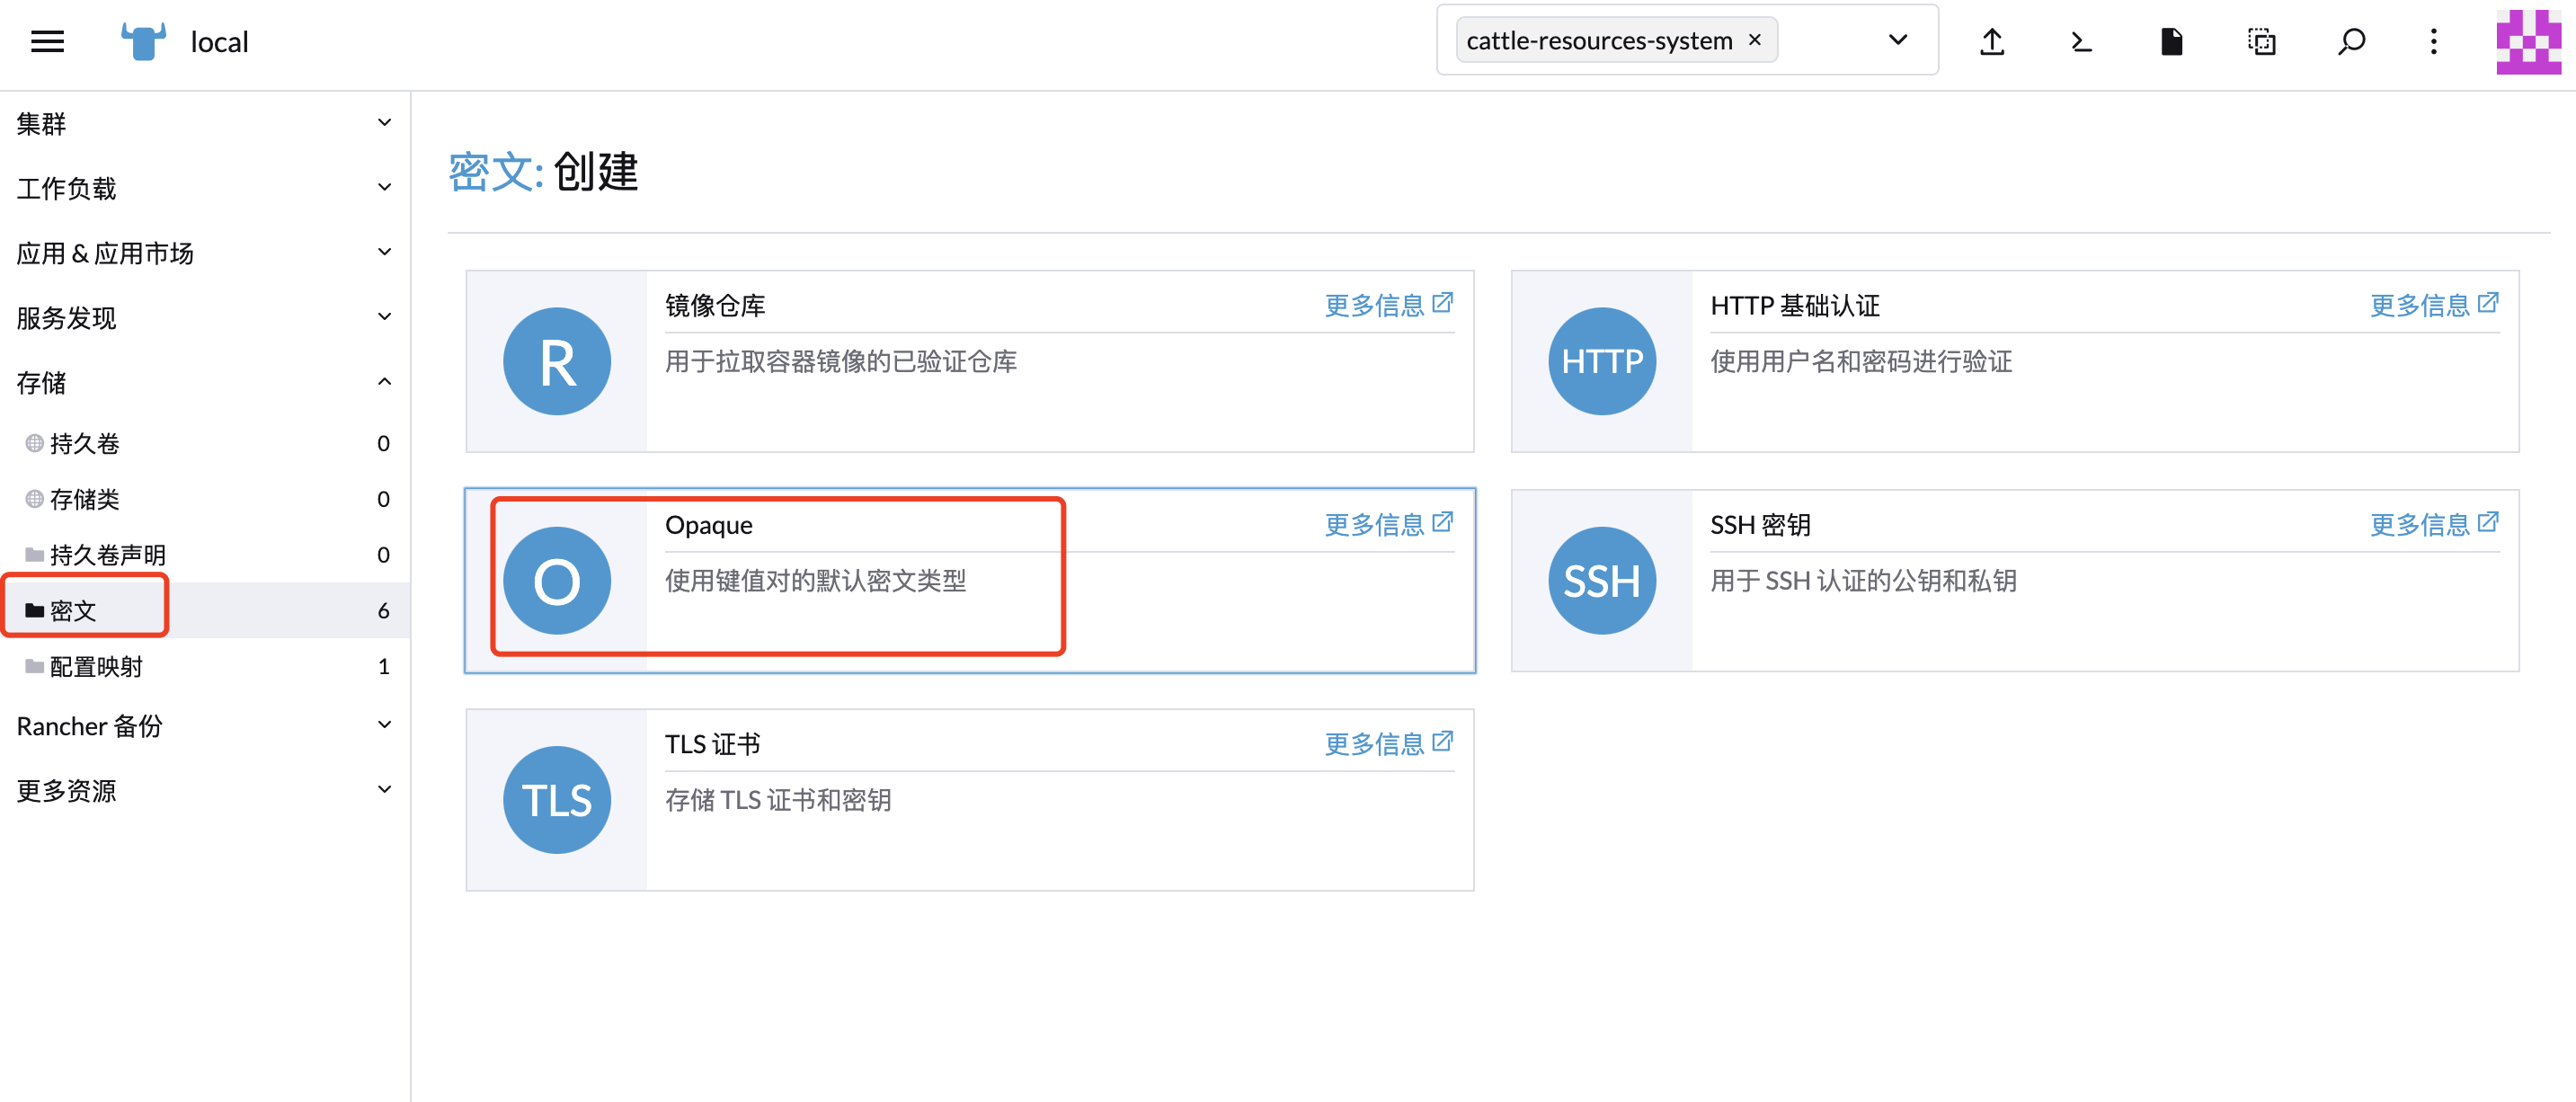 local
cattle-resources-system ×
集群
工作负载
应用 & 应用市场
服务发现
存储
持久卷 0
存储类 0
持久卷声明 0
密文 6
配置映射 1
Rancher 备份
更多资源
密文: 创建
R
镜像仓库
更多信息
用于拉取容器镜像的已验证仓库
HTTP
HTTP 基础认证
更多信息
使用用户名和密码进行验证
O
Opaque
更多信息
使用键值对的默认密文类型
SSH
SSH 密钥
更多信息
用于 SSH 认证的公钥和私钥
TLS
TLS 证书
更多信息
存储 TLS 证书和密钥